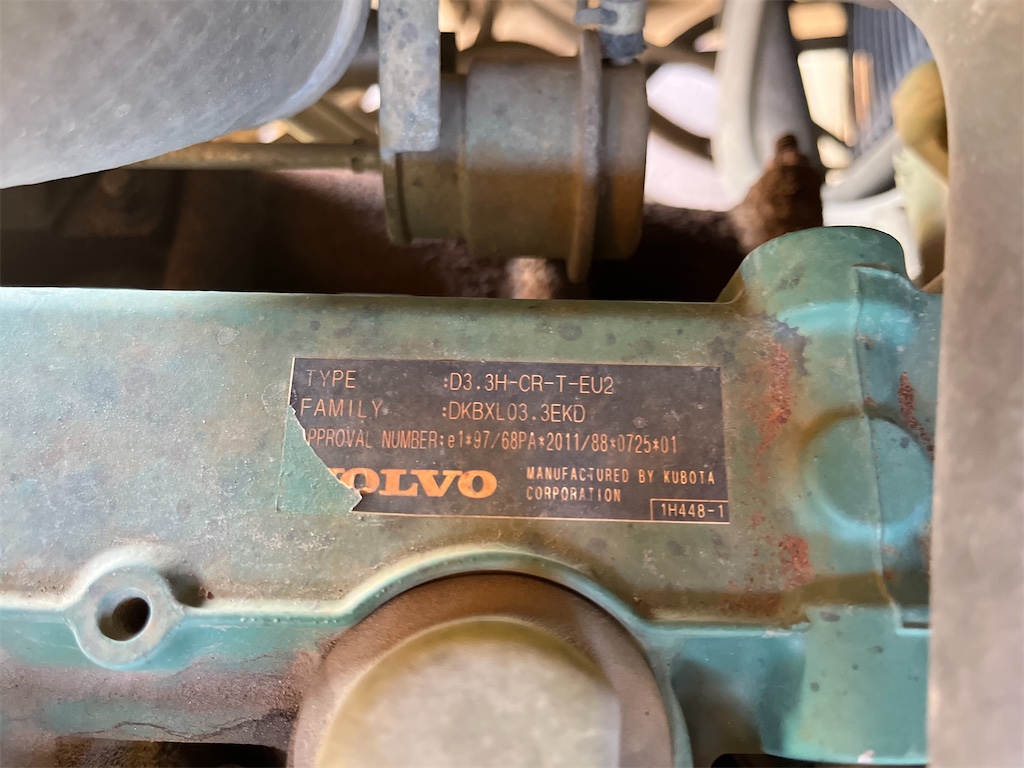 TYPE :D3.3H-CR-T-EU2
FAMILY :DKBXL03.3EKD
APPROVAL NUMBER:e1*97/68PA*2011/88*0725*01
VOLVO MANUFACTURED BY KUBOTA
CORPORATION
1H448-1